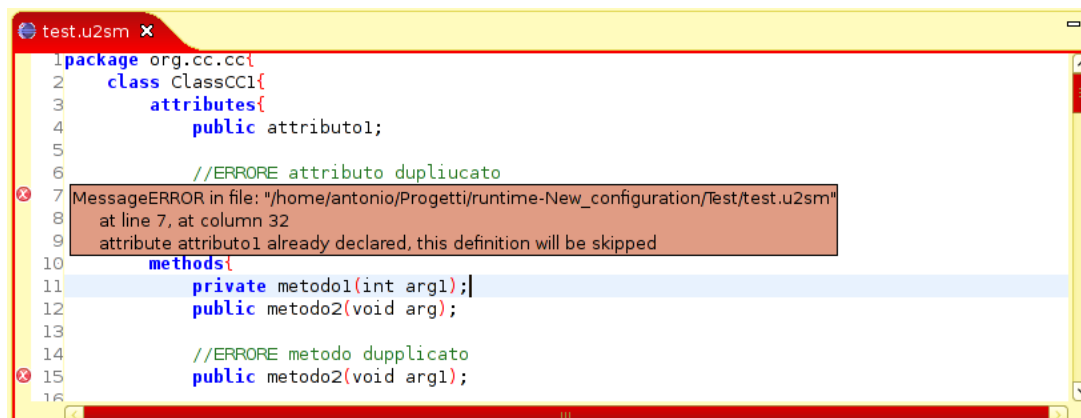 test.u2sm
1 package org.cc.cc{
2 class ClassCC1{
3 attributes{
4 public attributo1;
5
6 //ERRORE attributo dupliucato
7 MessageERROR in file: "/home/antonio/Progetti/runtime-New_configuration/Test/test.u2sm"
8 at line 7, at column 32
9 attribute attributo1 already declared, this definition will be skipped
10 methods{
11 private metodo1(int arg1);
12 public metodo2(void arg);
13
14 //ERRORE metodo dupplicato
15 public metodo2(void arg1);
16